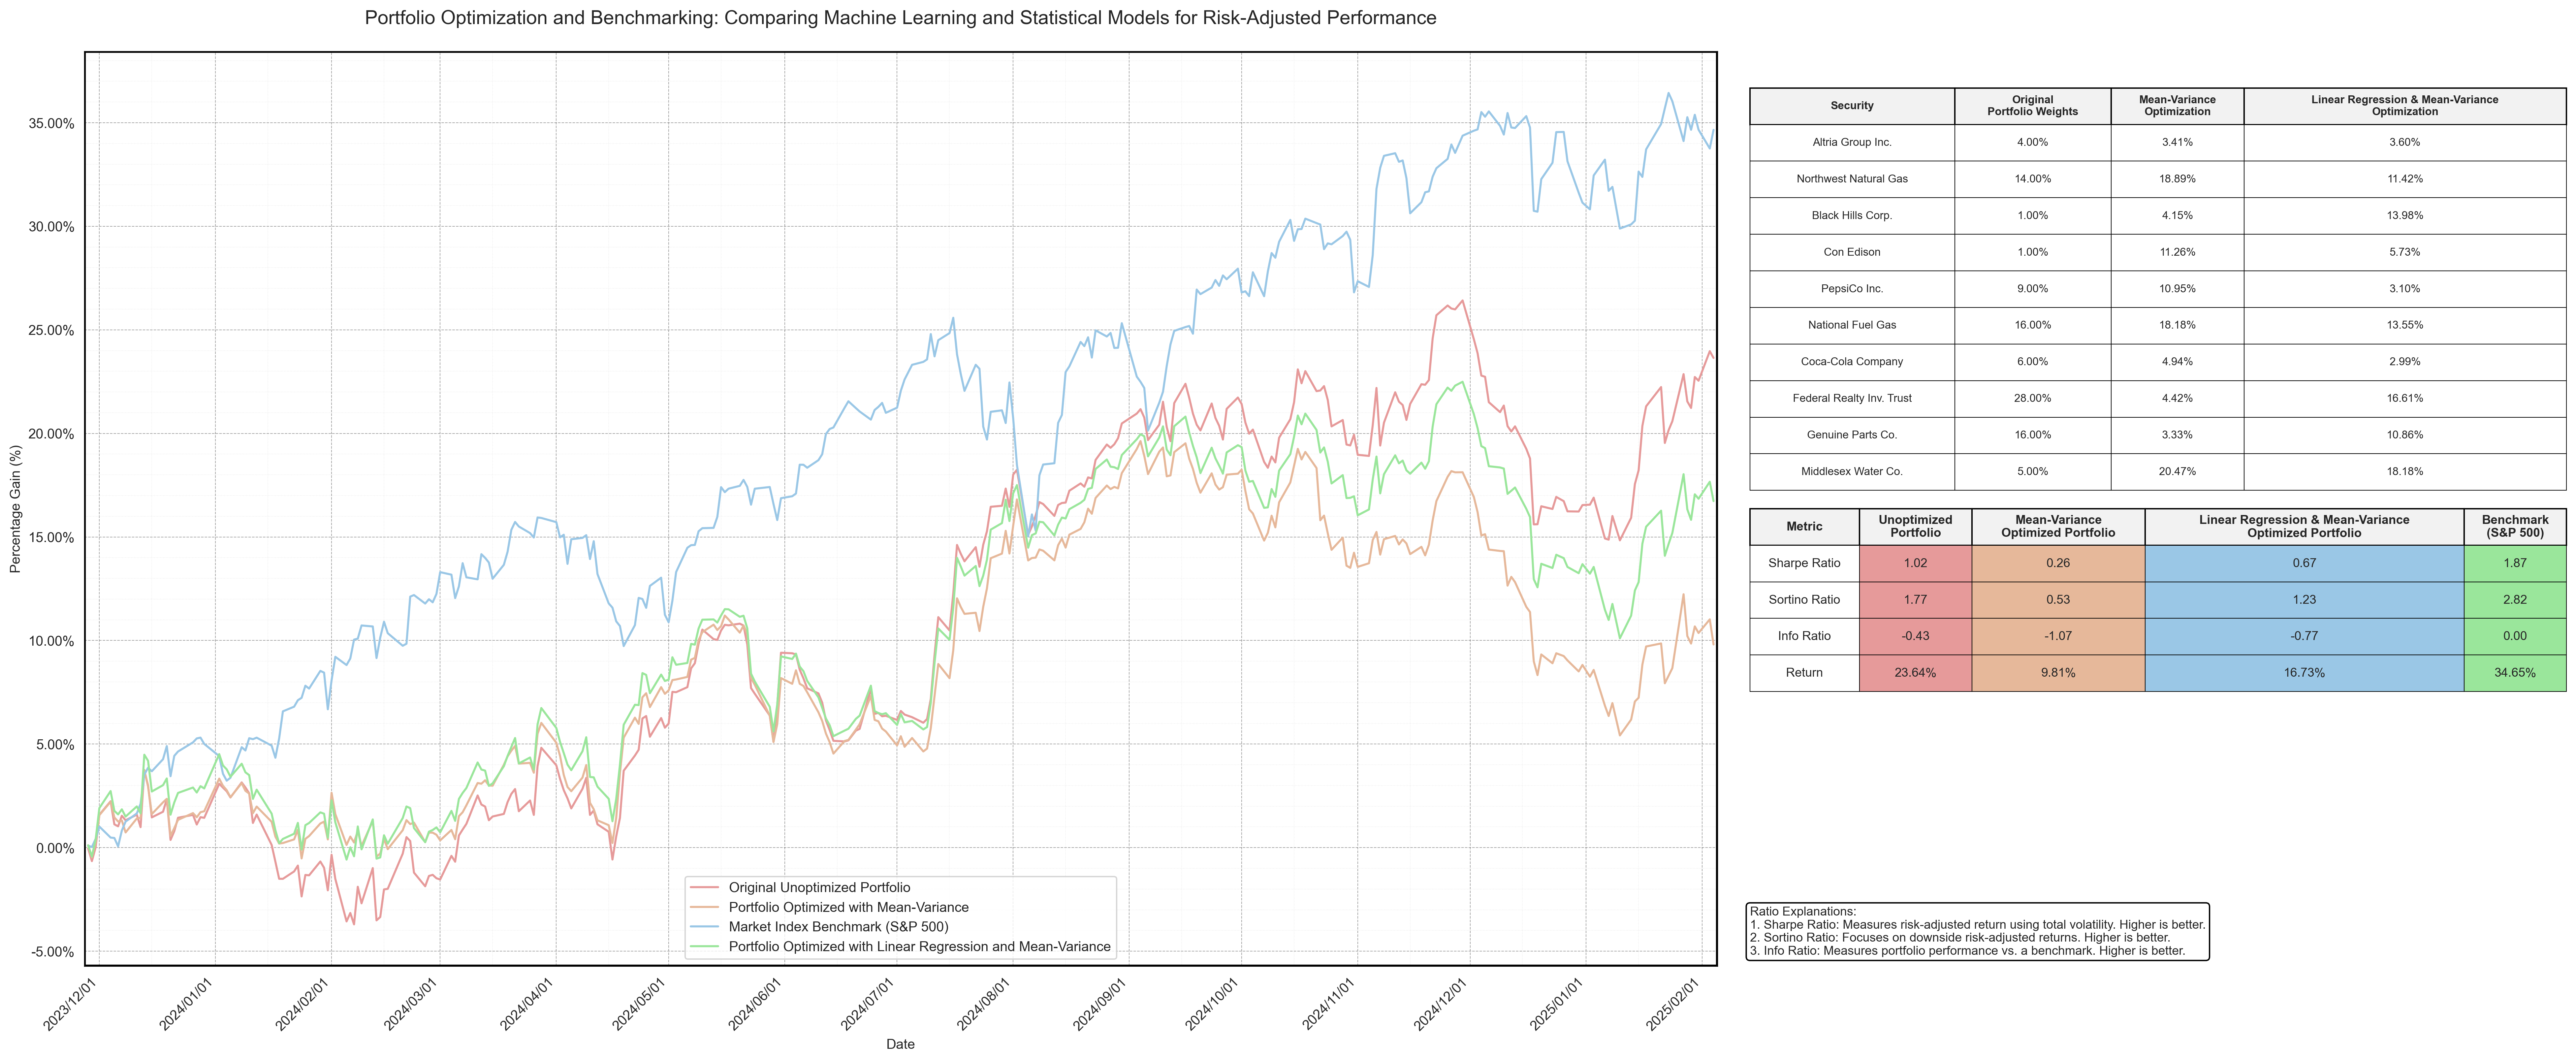 Portfolio Optimization and Benchmarking: Comparing Machine Learning and Statistical Models for Risk-Adjusted Performance
Percentage Gain (%)
35.00%
30.00%
25.00%
20.00%
15.00%
10.00%
5.00%
0.00%
-5.00%
Original Unoptimized Portfolio
Portfolio Optimized with Mean-Variance
Market Index Benchmark (S&P 500)
Portfolio Optimized with Linear Regression and Mean-Variance
2023/12/01
2024/01/01
2024/02/01
2024/03/01
2024/04/01
2024/05/01
2024/06/01
2024/07/01
2024/08/01
2024/09/01
2024/10/01
2024/11/01
2024/12/01
2025/01/01
2025/02/01
Date
Security Original Portfolio Weights Mean-Variance Optimization Linear Regression & Mean-Variance Optimization
Altria Group Inc. 4.00% 3.41% 3.60%
Northwest Natural Gas 14.00% 18.89% 11.42%
Black Hills Corp. 1.00% 4.15% 13.98%
Con Edison 1.00% 11.26% 5.73%
PepsiCo Inc. 9.00% 10.95% 3.10%
National Fuel Gas 16.00% 18.18% 13.55%
Coca-Cola Company 6.00% 4.94% 2.99%
Federal Realty Inv. Trust 28.00% 4.42% 16.61%
Genuine Parts Co. 16.00% 3.33% 10.86%
Middlesex Water Co. 5.00% 20.47% 18.18%
Metric Unoptimized Portfolio Mean-Variance Optimized Portfolio Linear Regression & Mean-Variance Optimized Portfolio Benchmark (S&P 500)
Sharpe Ratio 1.02 0.26 0.67 1.87
Sortino Ratio 1.77 0.53 1.23 2.82
Info Ratio -0.43 -1.07 -0.77 0.00
Return 23.64% 9.81% 16.73% 34.65%
Ratio Explanations:
1. Sharpe Ratio: Measures risk-adjusted return using total volatility. Higher is better.
2. Sortino Ratio: Focuses on downside risk-adjusted returns. Higher is better.
3. Info Ratio: Measures portfolio performance vs. a benchmark. Higher is better.